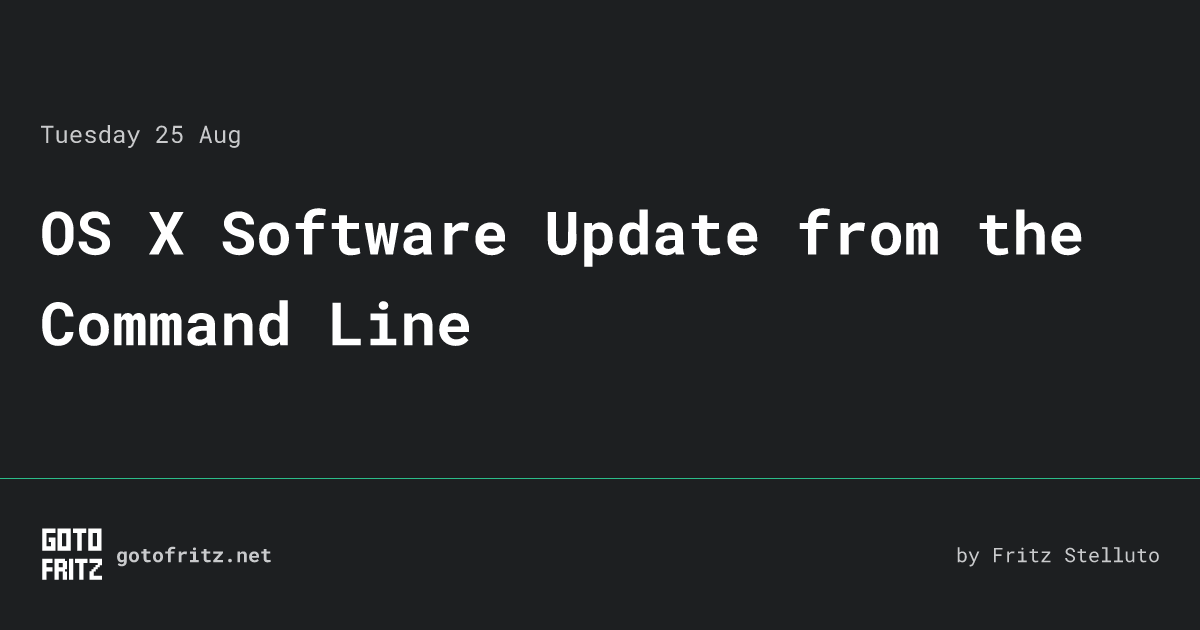 Tuesday 25 Aug
OS X Software Update from the
Command Line
GOTO
FRITZ
gotofritz.net
by Fritz Stelluto